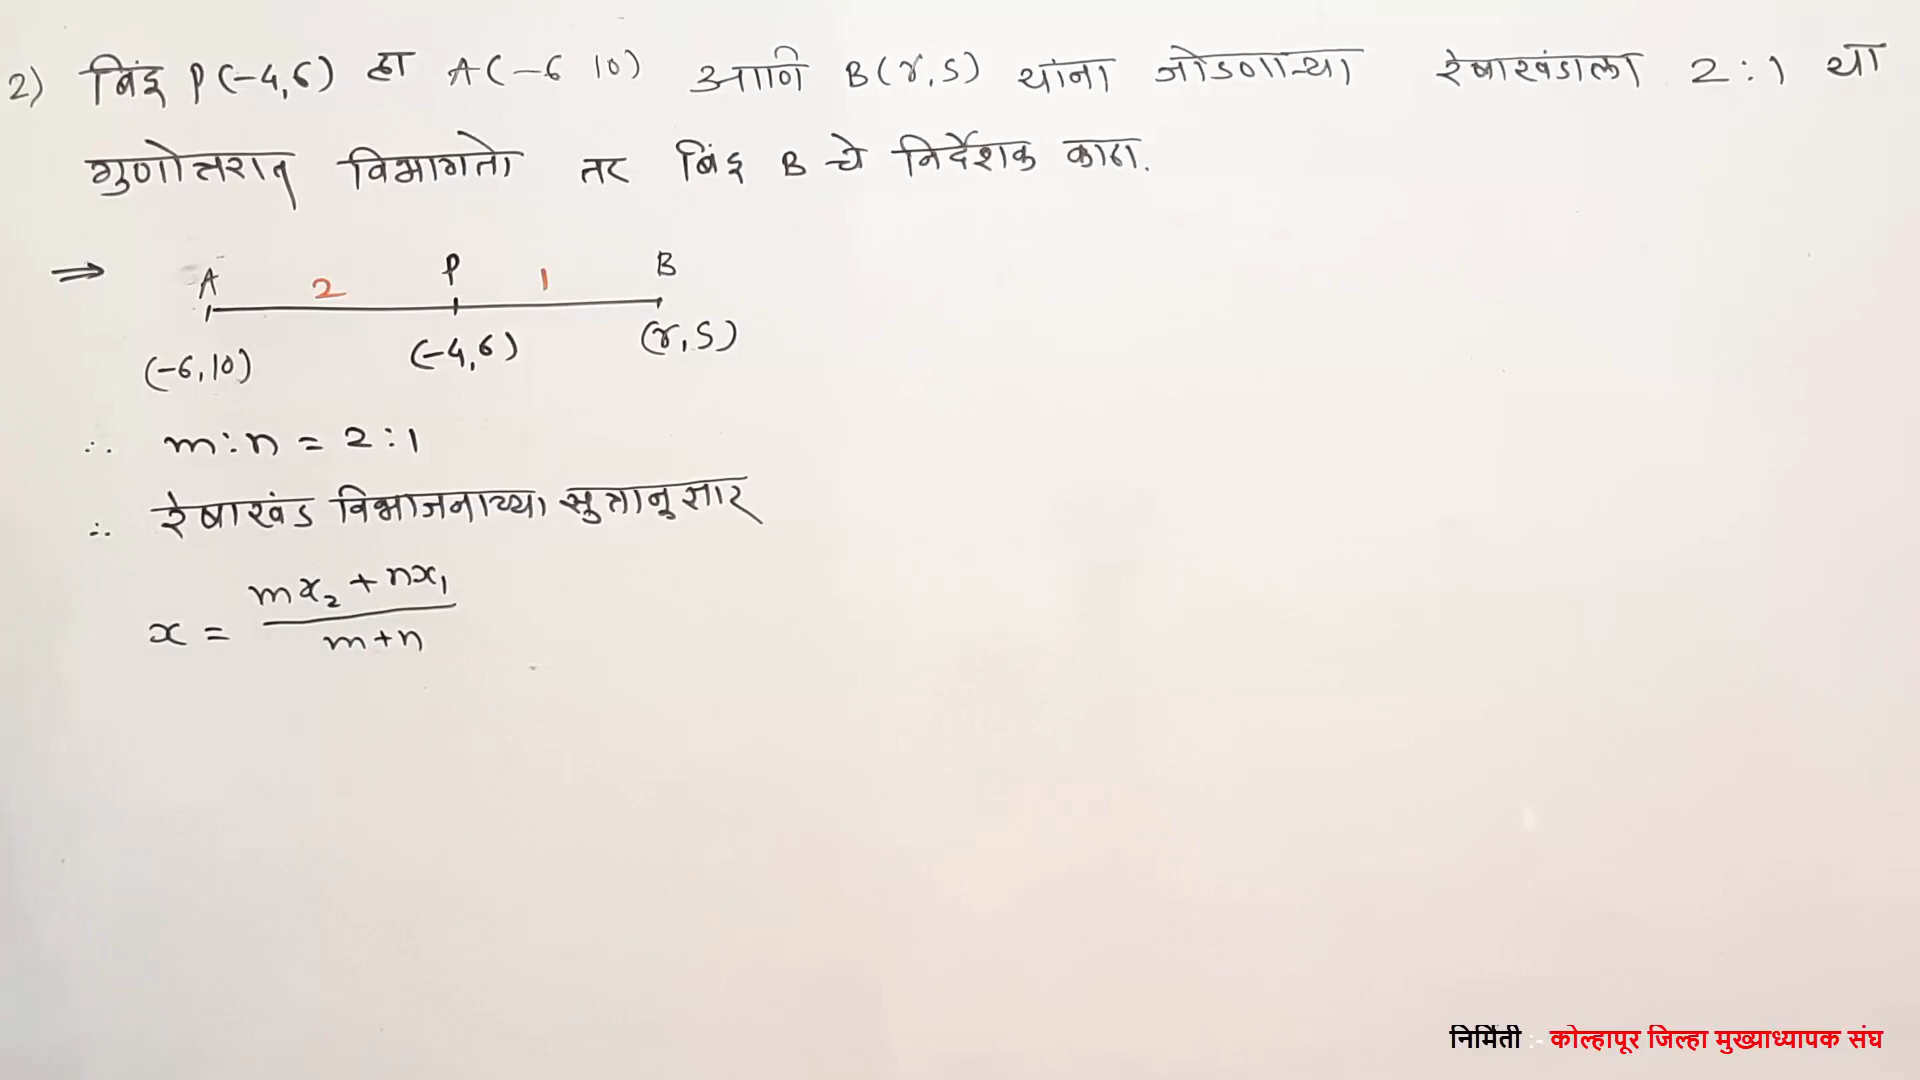 2) बिंदू P(-4,6) हा A(-6 10) आणि B(r,s) यांना जोडणाऱ्या रेषाखंडाला 2:1 या
गुणोत्तरात विभागतो तर बिंदू B चे निर्देशक काढा.
⇒ A 2 P 1 B
(-6,10) (-4,6) (r,s)
∴ m:n = 2:1
∴ रेषाखंड विभाजनाच्या सुत्रानुसार
x = \frac{mx₂ + nx₁}{m+n}
निर्मिती :- कोल्हापूर जिल्हा मुख्याध्यापक संघ